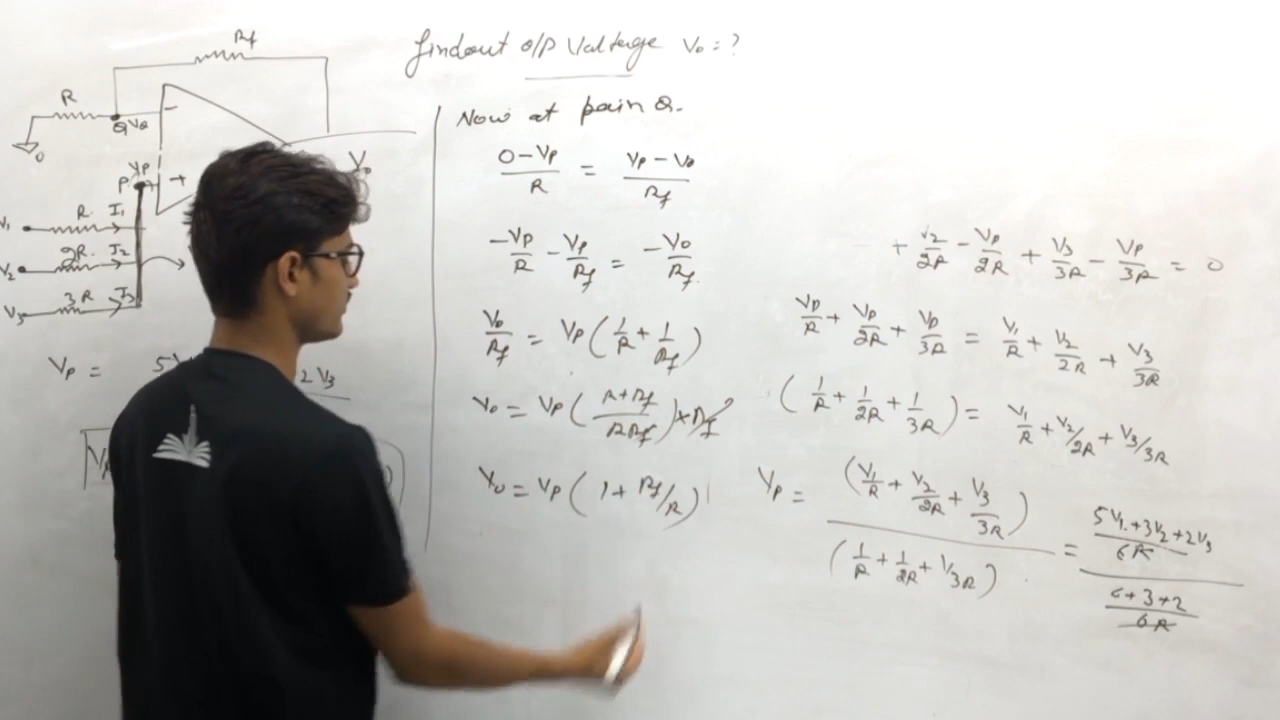 findout o/p Valtage V₀ = ?
Rf
R
Q VQ
-
0
VP
P
+
V₀
V₁ R. I₁
V₂ 2R. I₂
V₃ 3R I₃
VP = 5V 2V₃
Now at pain Q.
(0 - VP)/R = (VP - V₀)/Rf
-VP/R - VP/Rf = -V₀/Rf
V₀/Rf = VP (1/R + 1/Rf)
V₀ = VP ((R+Rf)/(RRf)) × Rf
V₀ = VP (1 + Rf/R)
+ V₂/2R - VP/2R + V₃/3R - VP/3R = 0
VP/R + VP/2R + VP/3R = V₁/R + V₂/2R + V₃/3R
(1/R + 1/2R + 1/3R) = V₁/R + V₂/2R + V₃/3R
VP = (V₁/R + V₂/2R + V₃/3R)/(1/R + 1/2R + 1/3R) = ((5V₁ + 3V₂ + 2V₃)/6R)/((6+3+2)/6R)